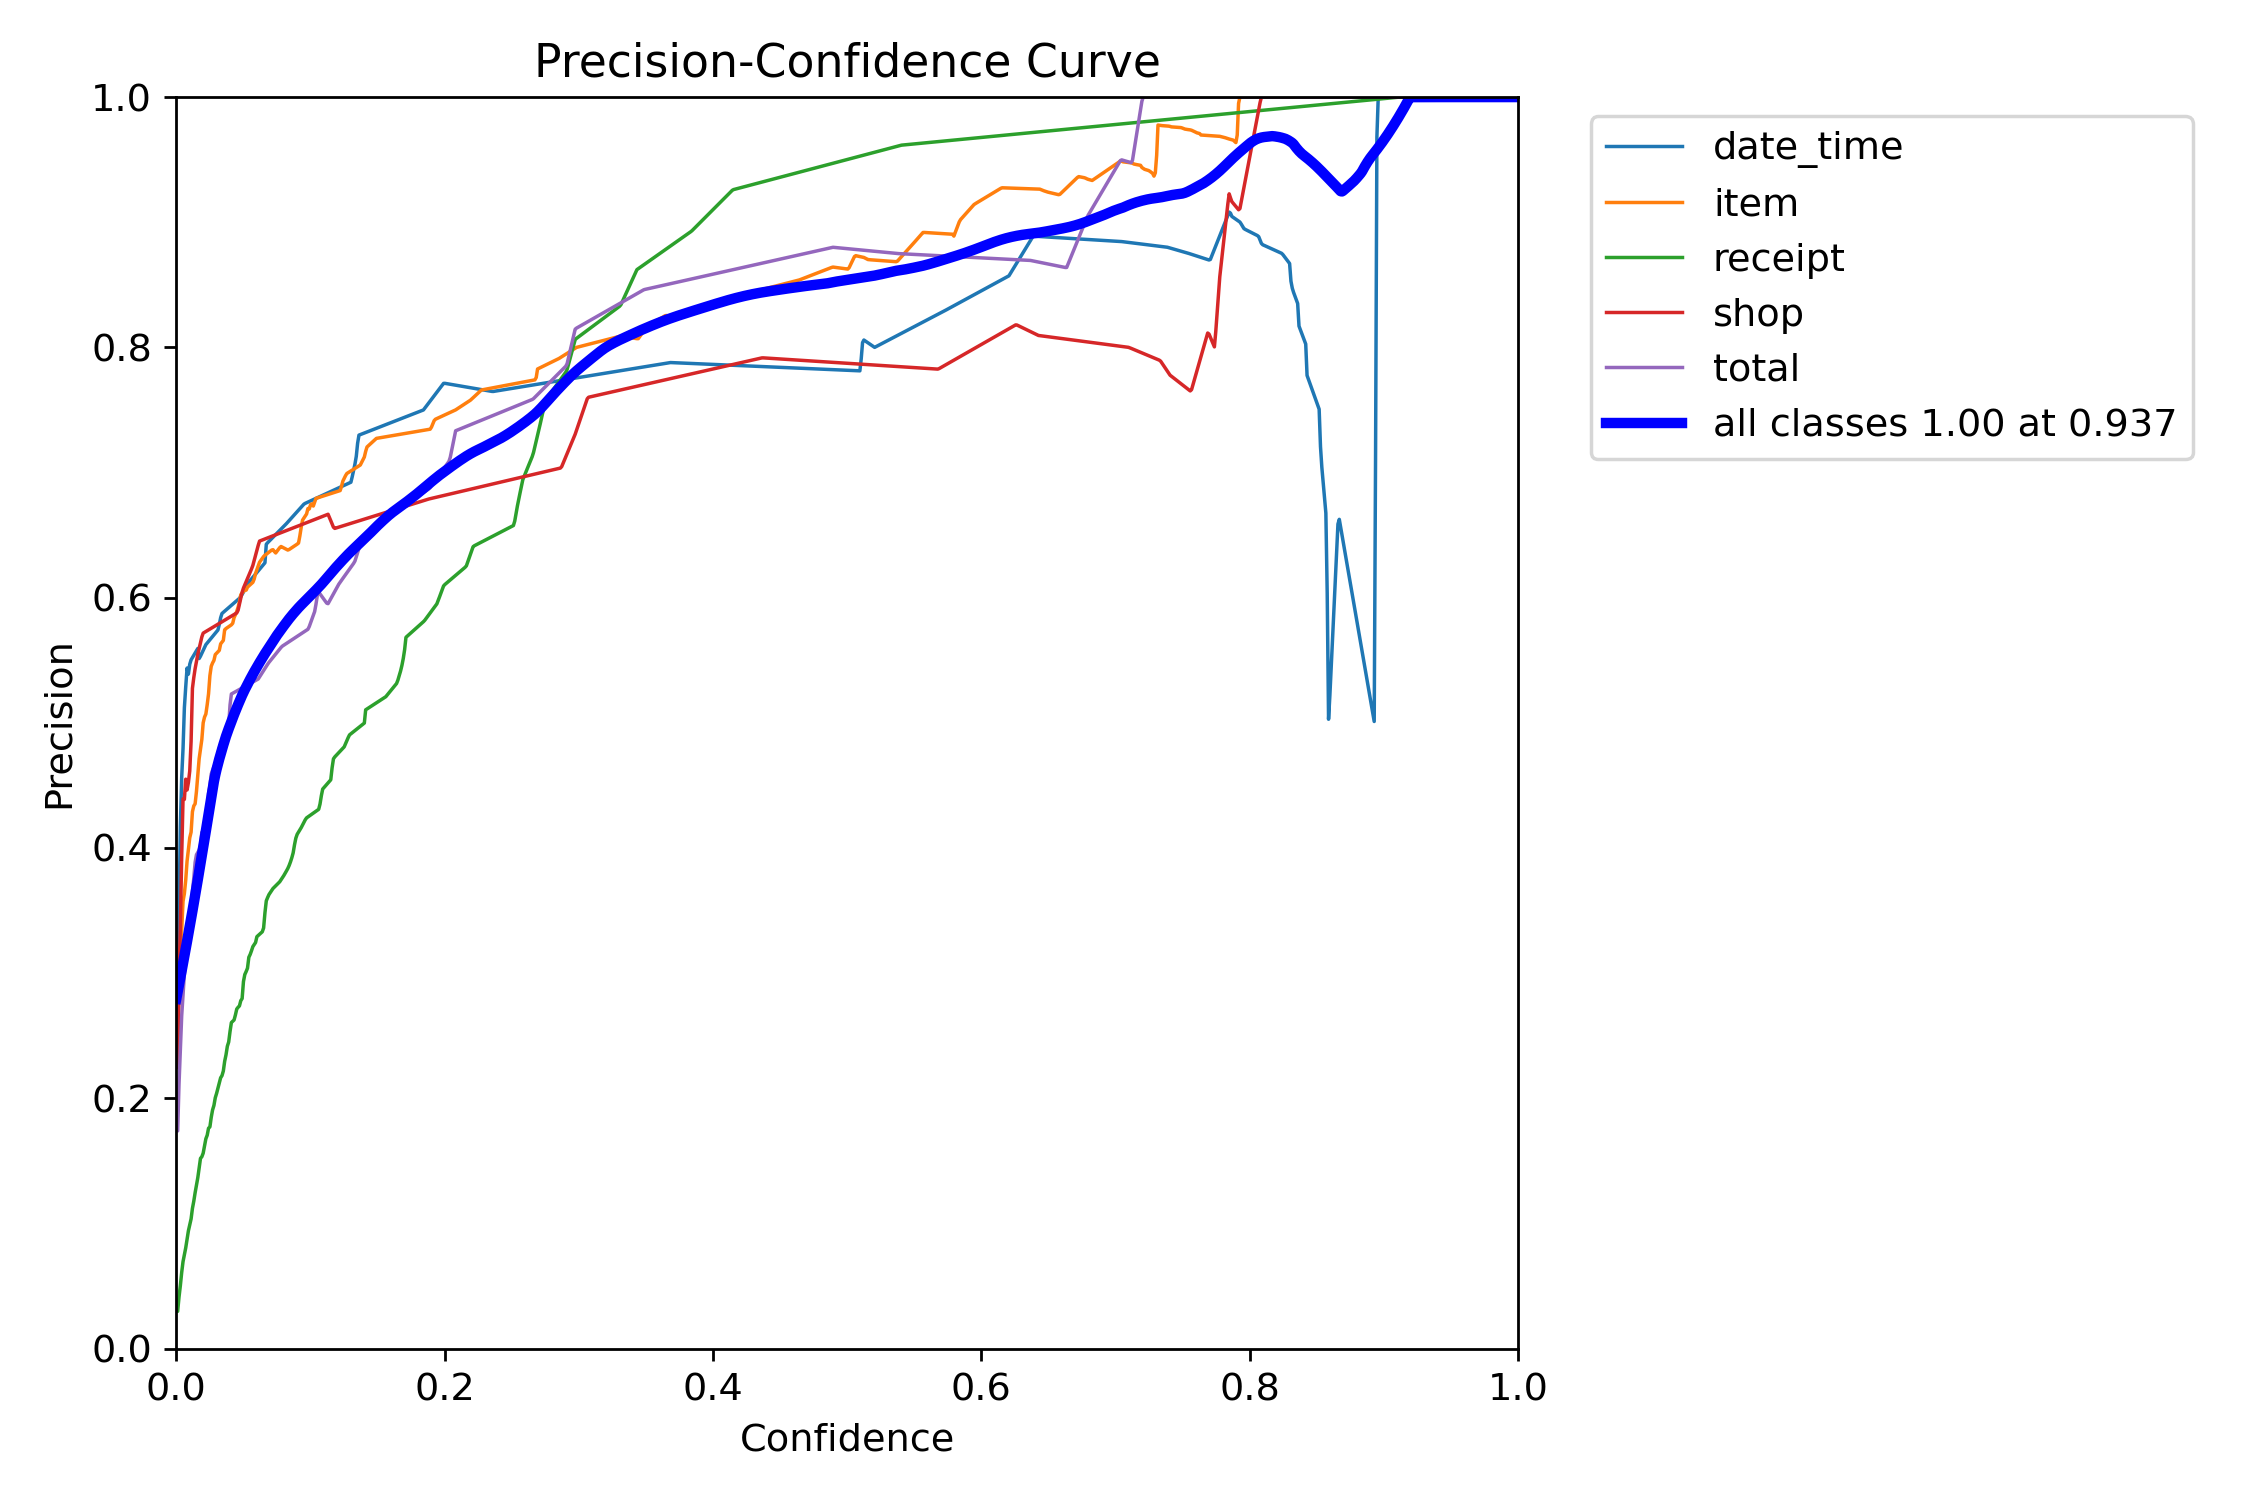 Precision-Confidence Curve
1.0
0.8
0.6
0.4
0.2
0.0
Precision
0.0 0.2 0.4 0.6 0.8 1.0
Confidence
date_time
item
receipt
shop
total
all classes 1.00 at 0.937